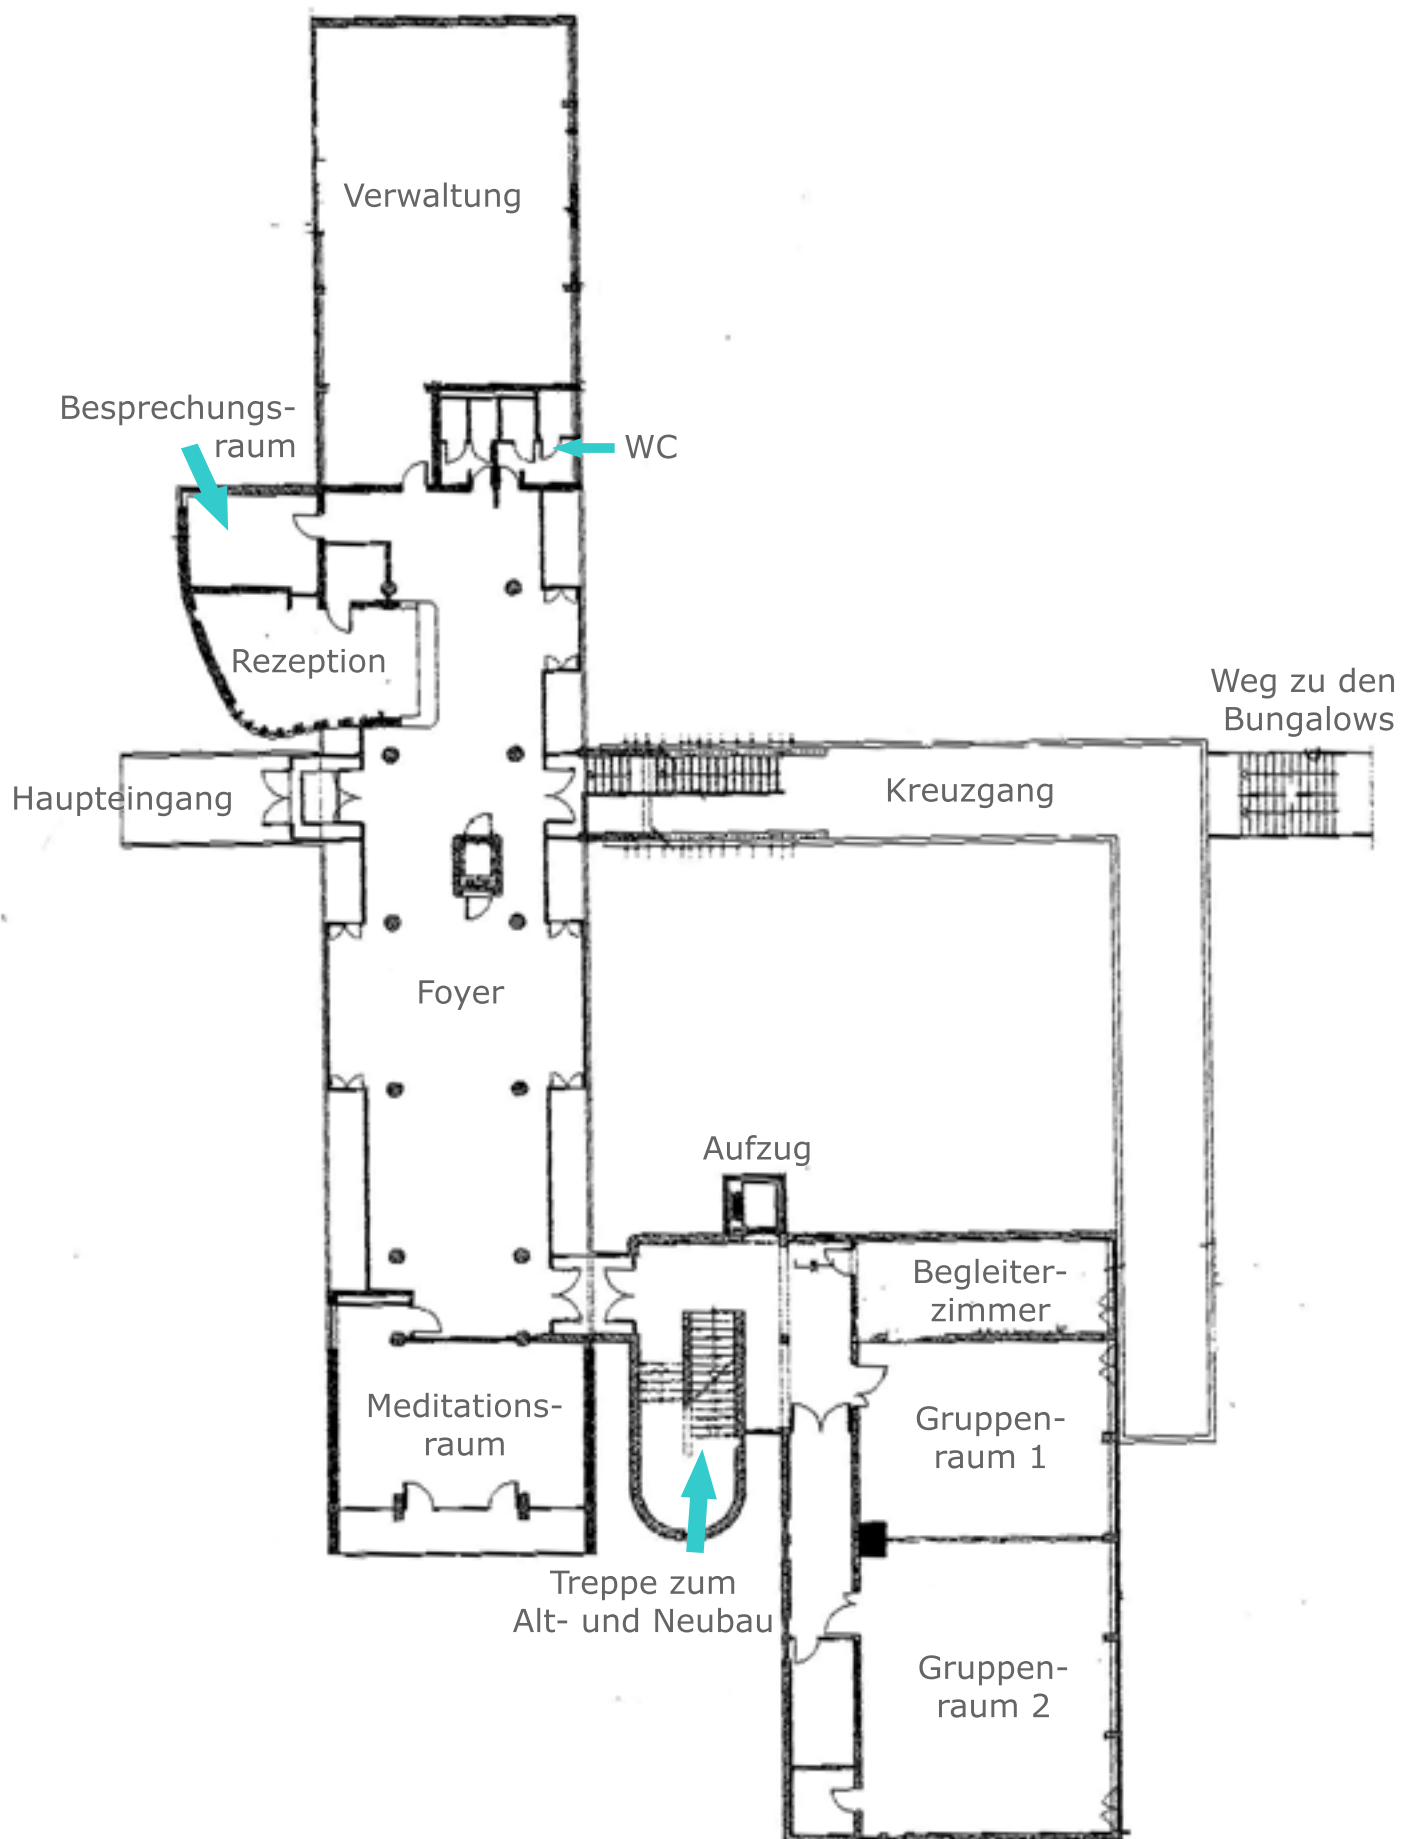 Verwaltung
Besprechungs-
raum
WC
Rezeption
Weg zu den
Bungalows
Haupteingang
Kreuzgang
Foyer
Aufzug
Begleiter-
zimmer
Meditations-
raum
Gruppen-
raum 1
Treppe zum
Alt- und Neubau
Gruppen-
raum 2